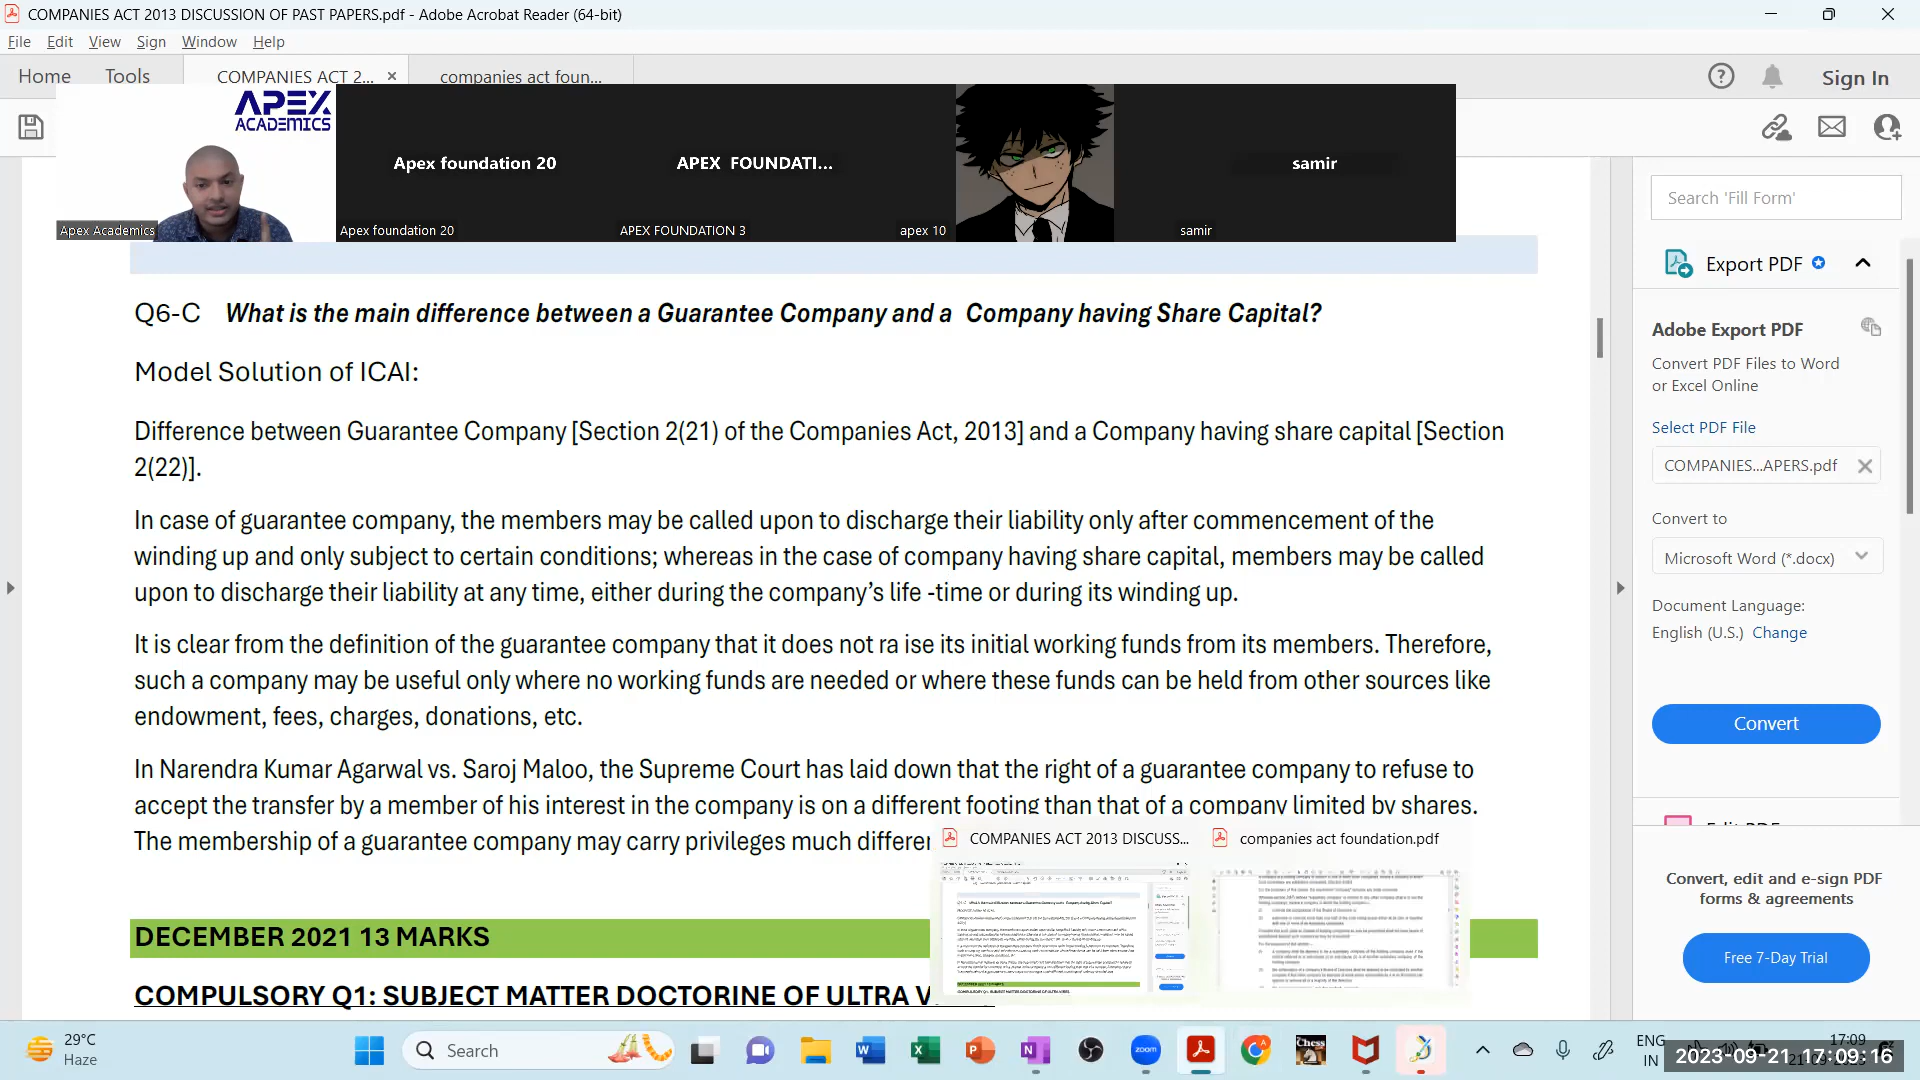 COMPANIES ACT 2013 DISCUSSION OF PAST PAPERS.pdf - Adobe Acrobat Reader (64-bit)
File Edit View Sign Window Help
Home Tools COMPANIES ACT 2... companies act foun... Sign In
APEX
ACADEMICS
Apex foundation 20 APEX FOUNDATI... samir
Apex Academics Apex foundation 20 APEX FOUNDATION 3 apex 10 samir
Q6-C What is the main difference between a Guarantee Company and a Company having Share Capital?
Model Solution of ICAI:
Difference between Guarantee Company [Section 2(21) of the Companies Act, 2013] and a Company having share capital [Section
2(22)].
In case of guarantee company, the members may be called upon to discharge their liability only after commencement of the
winding up and only subject to certain conditions; whereas in the case of company having share capital, members may be called
upon to discharge their liability at any time, either during the company’s life -time or during its winding up.
It is clear from the definition of the guarantee company that it does not ra ise its initial working funds from its members. Therefore,
such a company may be useful only where no working funds are needed or where these funds can be held from other sources like
endowment, fees, charges, donations, etc.
In Narendra Kumar Agarwal vs. Saroj Maloo, the Supreme Court has laid down that the right of a guarantee company to refuse to
accept the transfer by a member of his interest in the company is on a different footing than that of a company limited by shares.
The membership of a guarantee company may carry privileges much differen
DECEMBER 2021 13 MARKS
COMPULSORY Q1: SUBJECT MATTER DOCTORINE OF ULTRA V
COMPANIES ACT 2013 DISCUSS... companies act foundation.pdf
Search 'Fill Form'
Export PDF
Adobe Export PDF
Convert PDF Files to Word
or Excel Online
Select PDF File
COMPANIES...APERS.pdf
Convert to
Microsoft Word (*.docx)
Document Language:
English (U.S.) Change
Convert
Edit PDF
Convert, edit and e-sign PDF
forms & agreements
Free 7-Day Trial
29°C
Haze
Search
zoom
Chess
ENG
IN
17:09
2023-09-21 17:09:16